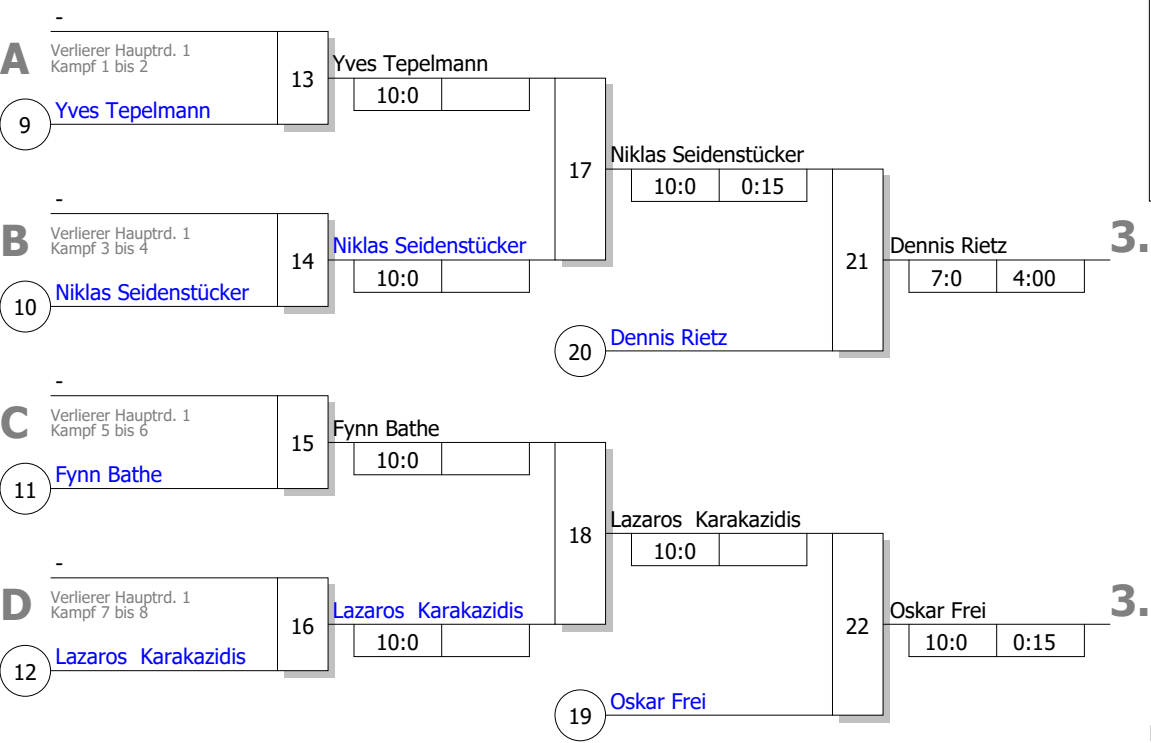 -
A
Verlierer Hauptrd. 1
Kampf 1 bis 2
9
Yves Tepelmann
13
Yves Tepelmann
10:0
-
B
Verlierer Hauptrd. 1
Kampf 3 bis 4
10
Niklas Seidenstücker
14
Niklas Seidenstücker
10:0
17
Niklas Seidenstücker
10:0 0:15
20
Dennis Rietz
21
Dennis Rietz
7:0 4:00
3.
-
C
Verlierer Hauptrd. 1
Kampf 5 bis 6
11
Fynn Bathe
15
Fynn Bathe
10:0
-
D
Verlierer Hauptrd. 1
Kampf 7 bis 8
12
Lazaros Karakazidis
16
Lazaros Karakazidis
10:0
18
Lazaros Karakazidis
10:0
19
Oskar Frei
22
Oskar Frei
10:0 0:15
3.